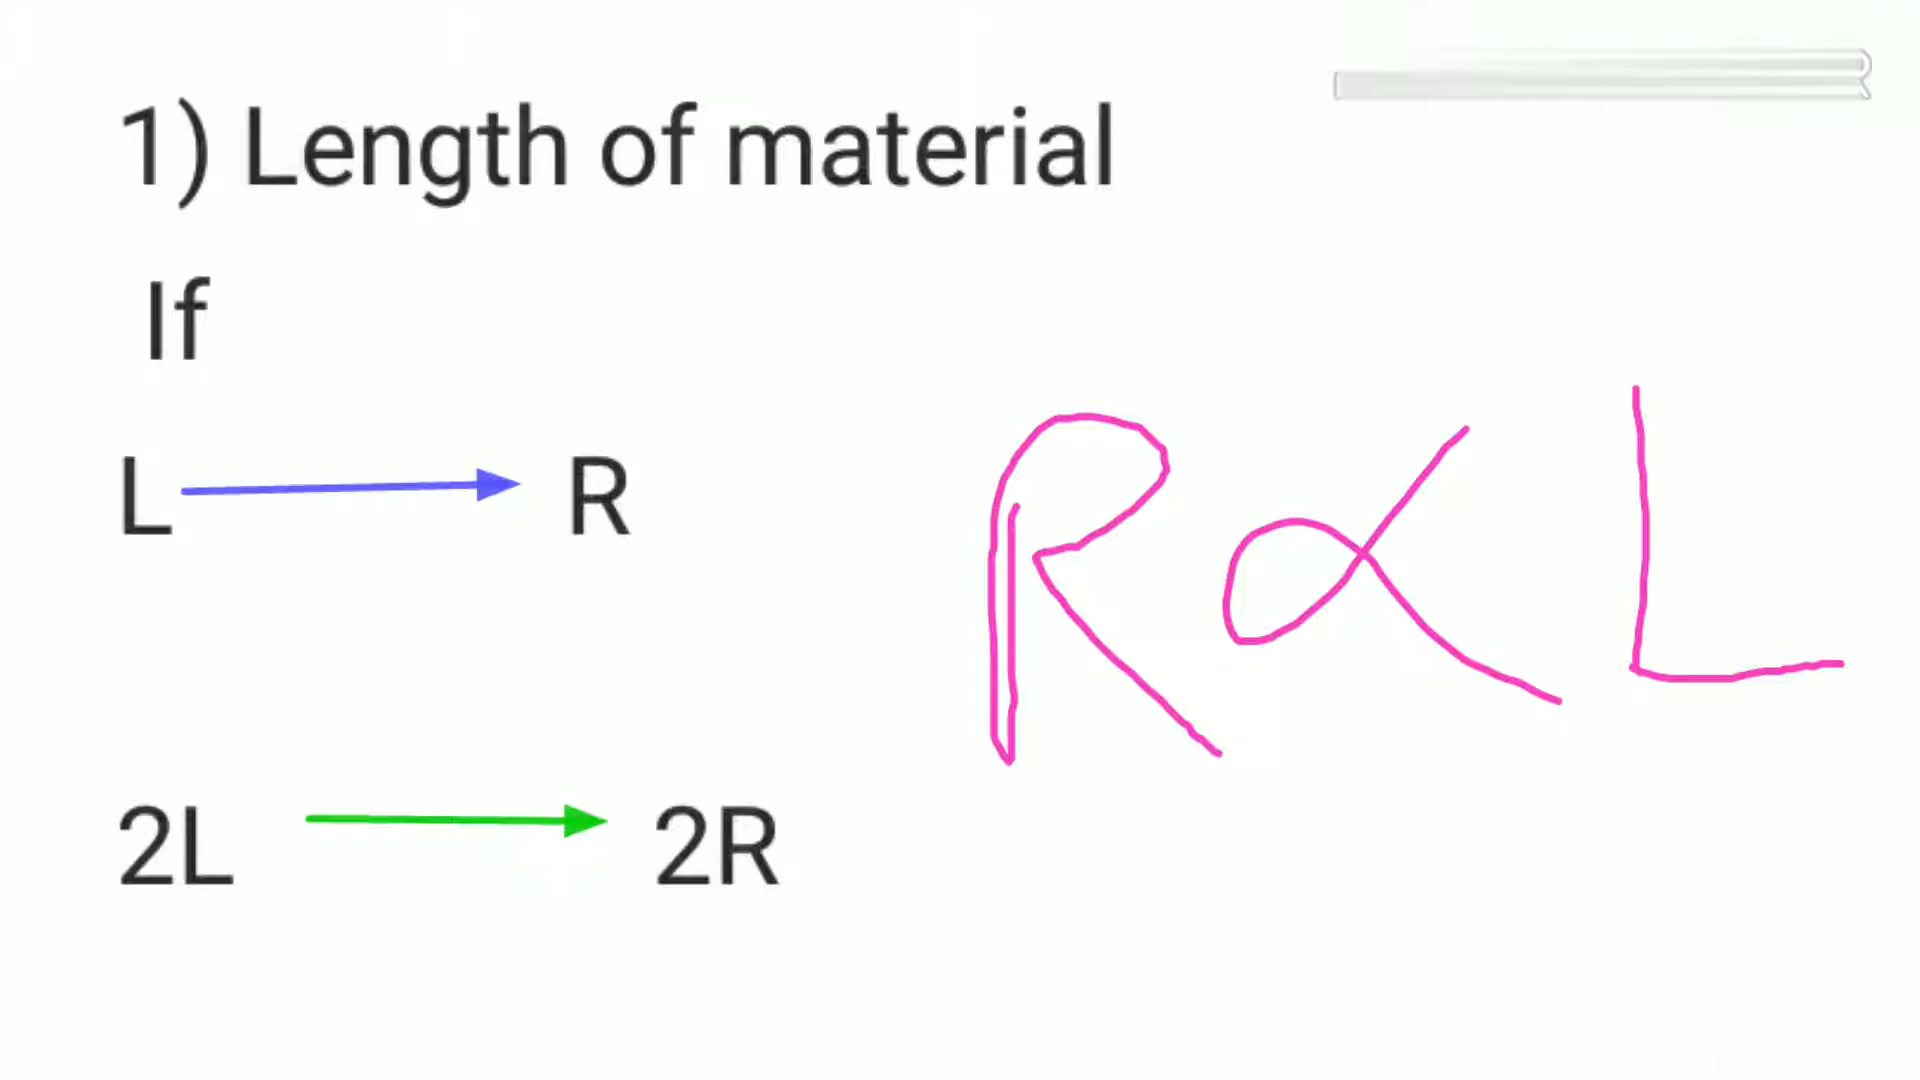 1) Length of material
If
L R
R ∝ L
2L 2R